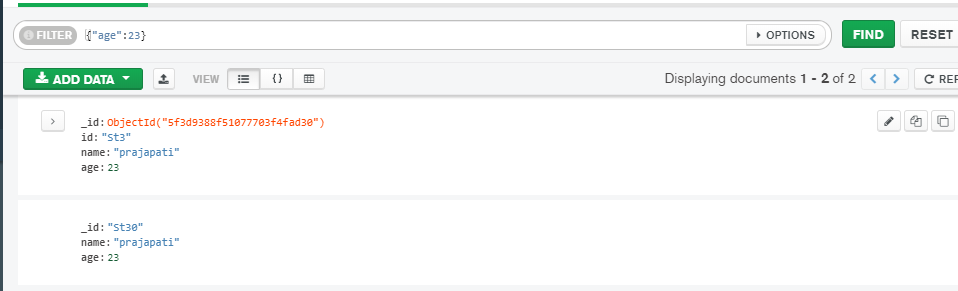 FILTER {"age":23} OPTIONS FIND RESET
ADD DATA VIEW {} Displaying documents 1 - 2 of 2 REF
_id: ObjectId("5f3d9388f51077703f4fad30")
id: "St3"
name: "prajapati"
age: 23
_id: "St30"
name: "prajapati"
age: 23